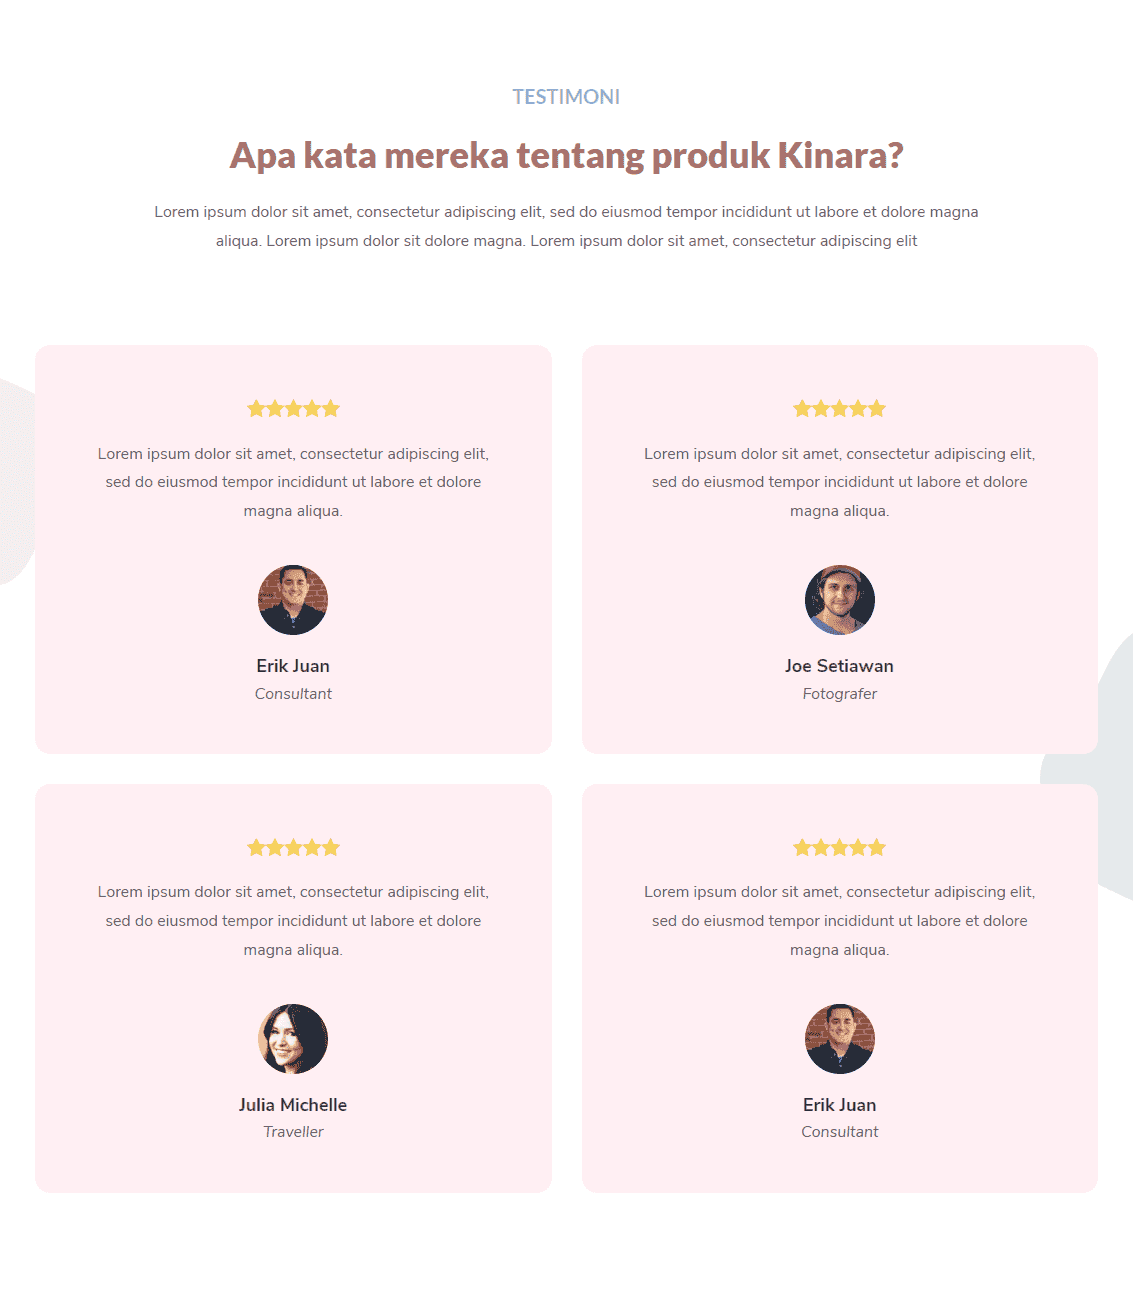 TESTIMONI
Apa kata mereka tentang produk Kinara?
Lorem ipsum dolor sit amet, consectetur adipiscing elit, sed do eiusmod tempor incididunt ut labore et dolore magna
aliqua. Lorem ipsum dolor sit dolore magna. Lorem ipsum dolor sit amet, consectetur adipiscing elit
Lorem ipsum dolor sit amet, consectetur adipiscing elit,
sed do eiusmod tempor incididunt ut labore et dolore
magna aliqua.
Erik Juan
Consultant
Lorem ipsum dolor sit amet, consectetur adipiscing elit,
sed do eiusmod tempor incididunt ut labore et dolore
magna aliqua.
Joe Setiawan
Fotografer
Lorem ipsum dolor sit amet, consectetur adipiscing elit,
sed do eiusmod tempor incididunt ut labore et dolore
magna aliqua.
Julia Michelle
Traveller
Lorem ipsum dolor sit amet, consectetur adipiscing elit,
sed do eiusmod tempor incididunt ut labore et dolore
magna aliqua.
Erik Juan
Consultant